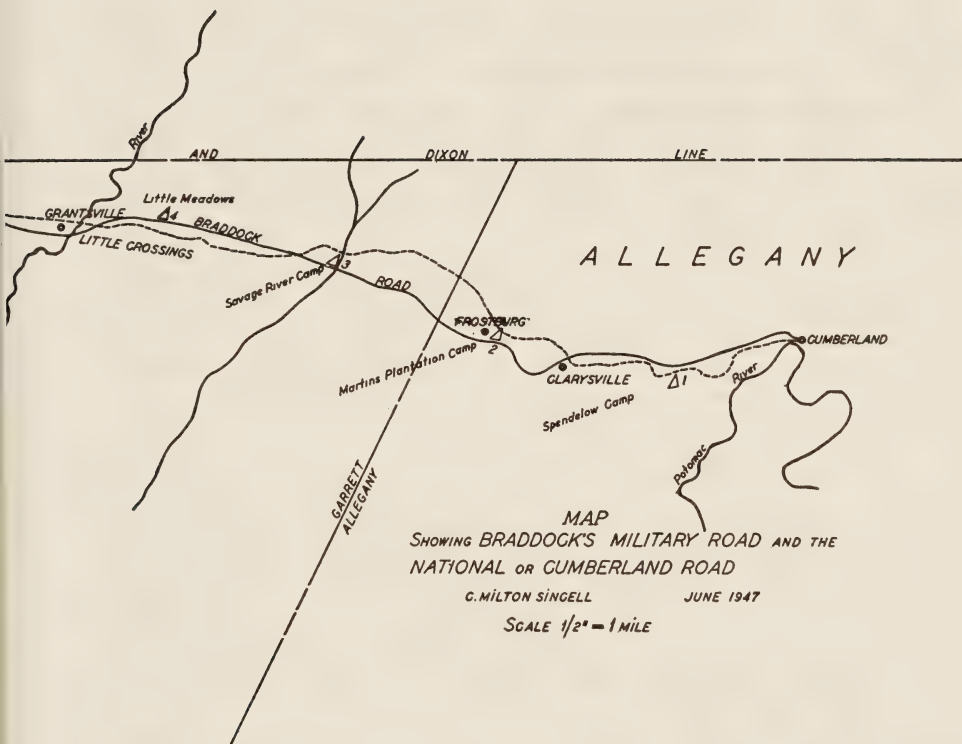 River
AND DIXON LINE
Little Meadows
4
GRANTSVILLE
BRADDOCK
LITTLE CROSSINGS
ALLEGANY
3
Savage River Camp
ROAD
"FROSTBURG"
CUMBERLAND
2
Martins Plantation Camp
CLARYSVILLE
1
River
Spendelow Camp
Potomac
GARRETT
ALLEGANY
MAP
SHOWING BRADDOCK'S MILITARY ROAD AND THE
NATIONAL OR CUMBERLAND ROAD
C. MILTON SINGELL JUNE 1947
SCALE 1/2" = 1 MILE